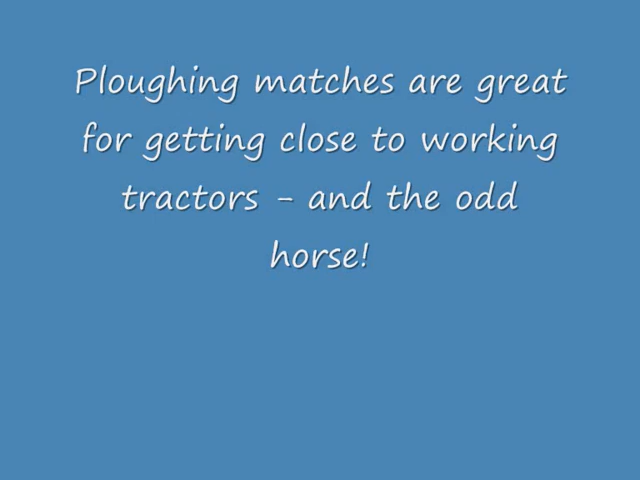 Ploughing matches are great
for getting close to working
tractors - and the odd
horse!